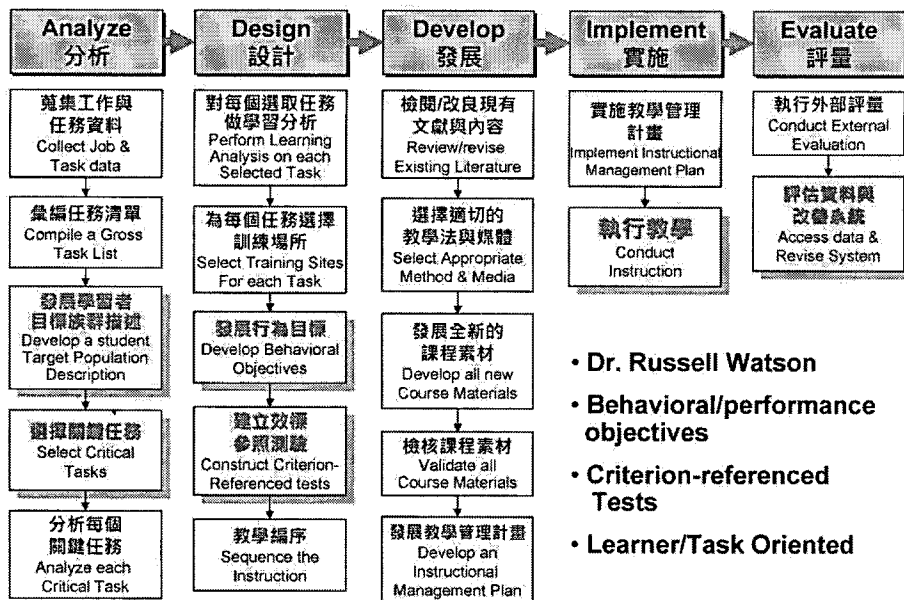 Analyze
分析
Design
設計
Develop
發展
Implement
實施
Evaluate
評量
蒐集工作與
任務資料
Collect Job &
Task data
彙編任務清單
Compile a Gross
Task List
發展學習者
目標族群描述
Develop a student
Target Population
Description
選擇關鍵任務
Select Critical
Tasks
分析每個
關鍵任務
Analyze each
Critical Task
對每個選取任務
做學習分析
Perform Learning
Analysis on each
Selected Task
為每個任務選擇
訓練場所
Select Training Sites
For each Task
發展行為目標
Develop Behavioral
Objectives
建立效標
參照測驗
Construct Criterion-
Referenced tests
教學編序
Sequence the
Instruction
檢閱/改良現有
文獻與內容
Review/revise
Existing Literature
選擇適切的
教學法與媒體
Select Appropriate
Method & Media
發展全新的
課程素材
Develop all new
Course Materials
檢核課程素材
Validate all
Course Materials
發展教學管理計畫
Develop an
Instructional
Management Plan
實施教學管理
計畫
Implement Instructional
Management Plan
執行教學
Conduct
Instruction
執行外部評量
Conduct External
Evaluation
評估資料與
改善系統
Access data &
Revise System
• Dr. Russell Watson
• Behavioral/performance
objectives
• Criterion-referenced
Tests
• Learner/Task Oriented